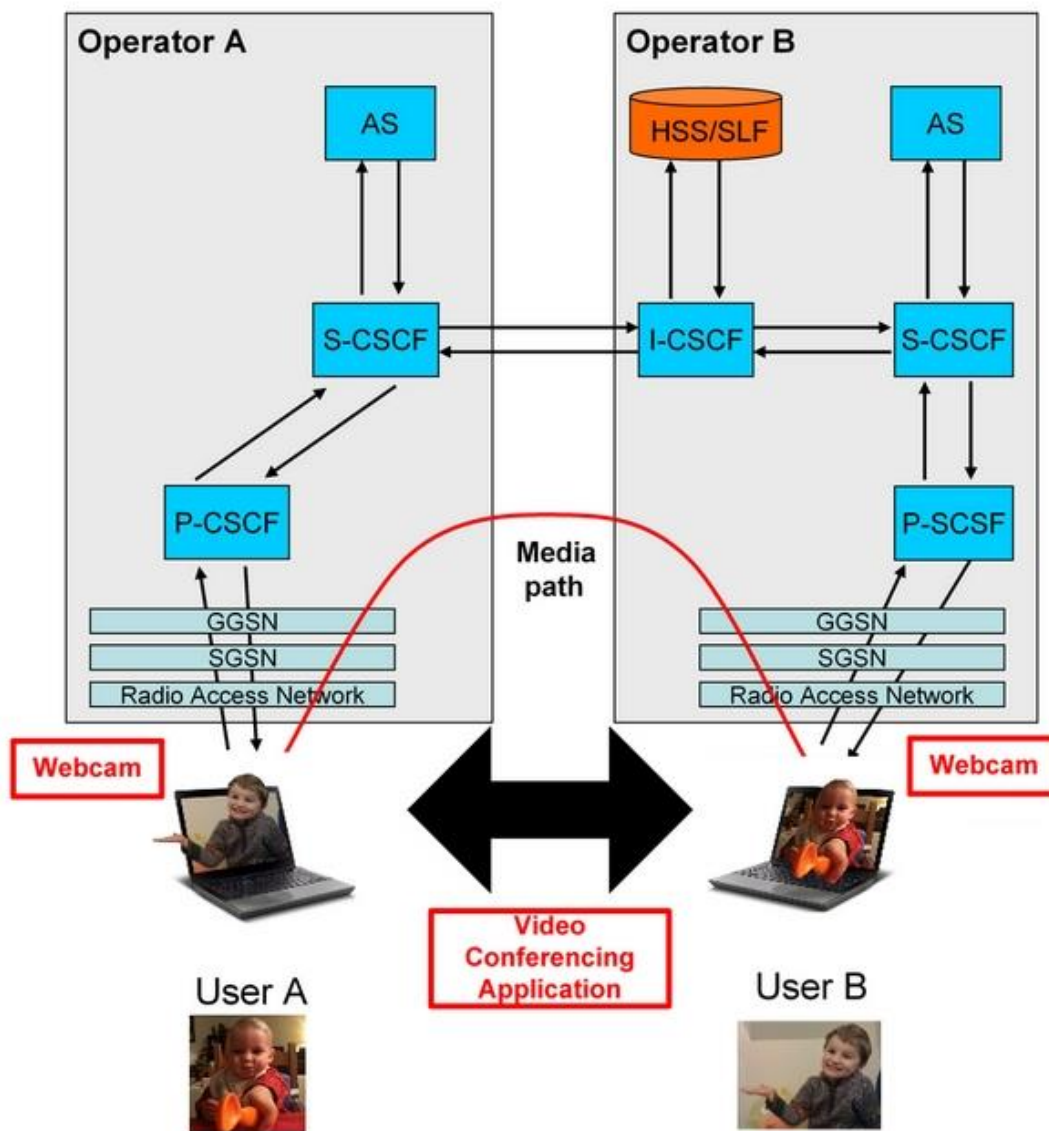 Operator A
Operator B
AS
HSS/SLF
AS
S-CSCF
I-CSCF
S-CSCF
P-CSCF
P-SCSF
Media
path
GGSN
GGSN
SGSN
SGSN
Radio Access Network
Radio Access Network
Webcam
Webcam
Video
Conferencing
Application
User A
User B